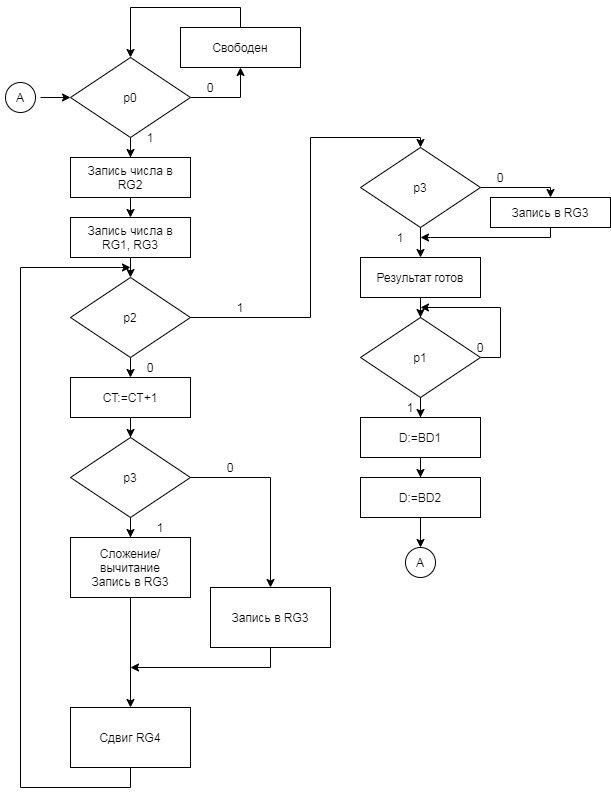 Свободен
A
p0
0
1
Запись числа в
RG2
Запись числа в
RG1, RG3
p2
1
0
CT:=CT+1
p3
0
1
Сложение/
вычитание
Запись в RG3
Запись в RG3
Сдвиг RG4
p3
0
Запись в RG3
1
Результат готов
p1
0
1
D:=BD1
D:=BD2
A